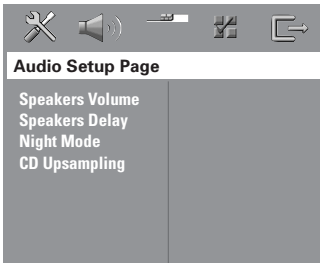 Audio Setup Page
Speakers Volume
Speakers Delay
Night Mode
CD Upsampling